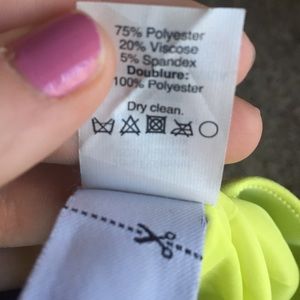 75% Polyester
20% Viscose
5% Spandex
Doublure:
100% Polyester
Dry clean.